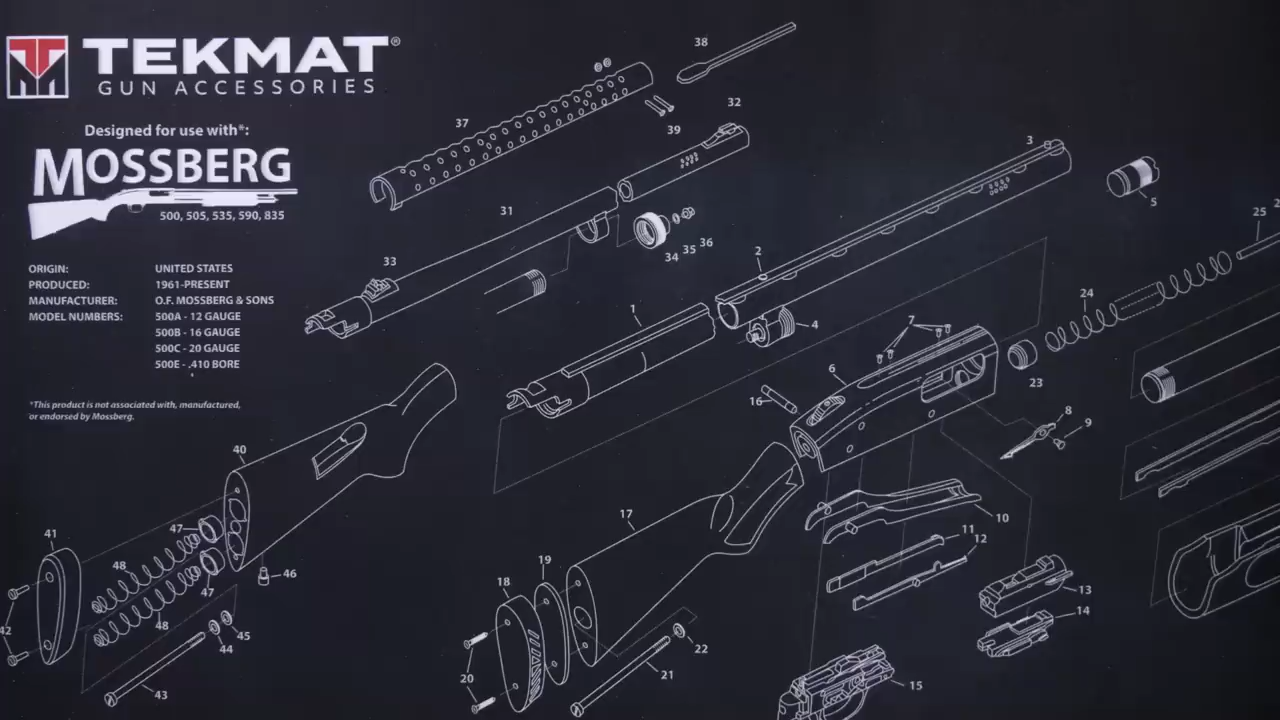 TEKMAT®
GUN ACCESSORIES
Designed for use with*:
MOSSBERG
500, 505, 535, 590, 835
ORIGIN: UNITED STATES
PRODUCED: 1961-PRESENT
MANUFACTURER: O.F. MOSSBERG & SONS
MODEL NUMBERS: 500A - 12 GAUGE
500B - 16 GAUGE
500C - 20 GAUGE
500E - .410 BORE
*This product is not associated with, manufactured,
or endorsed by Mossberg.
38
37
32
39
3
5
31
25
34 35 36
2
33
24
1
4
7
6
23
16
8
9
40
17
10
47
11
12
41
48
19
46
18
13
47
42
48
14
45
44
22
20
21
15
43